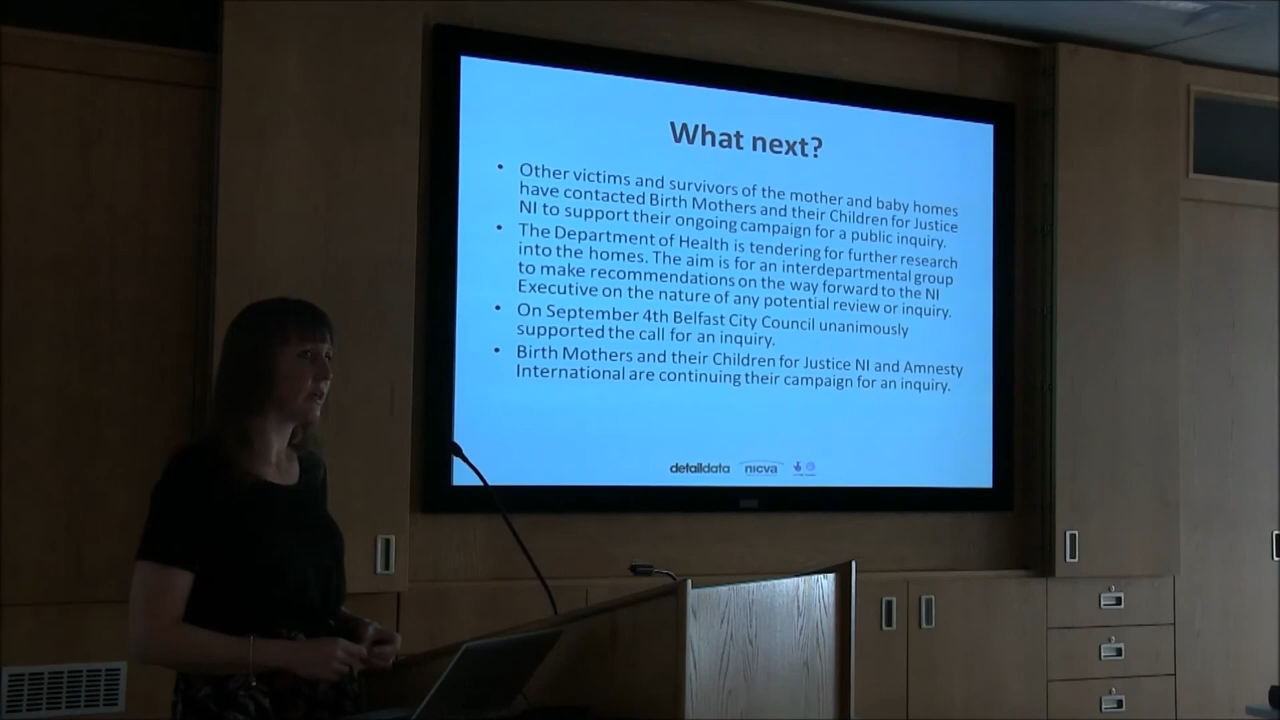 What next?
• Other victims and survivors of the mother and baby homes
have contacted Birth Mothers and their Children for Justice
NI to support their ongoing campaign for a public inquiry.
• The Department of Health is tendering for further research
into the homes. The aim is for an interdepartmental group
to make recommendations on the way forward to the NI
Executive on the nature of any potential review or inquiry.
• On September 4th Belfast City Council unanimously
supported the call for an inquiry.
• Birth Mothers and their Children for Justice NI and Amnesty
International are continuing their campaign for an inquiry.
detaildata nicva